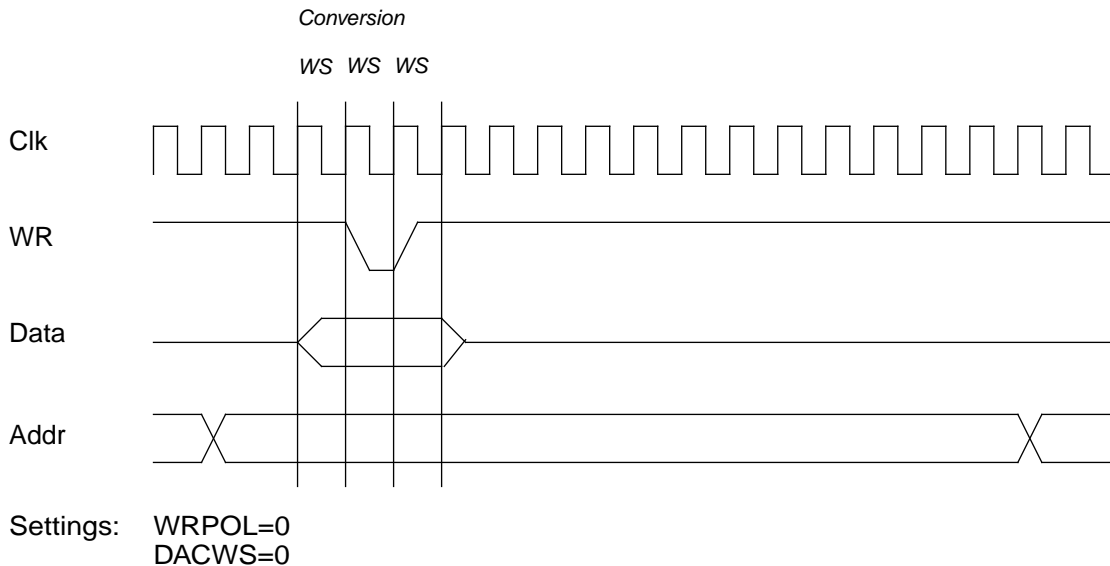 Conversion
WS WS WS
Clk
WR
Data
Addr
Settings: WRPOL=0
DACWS=0